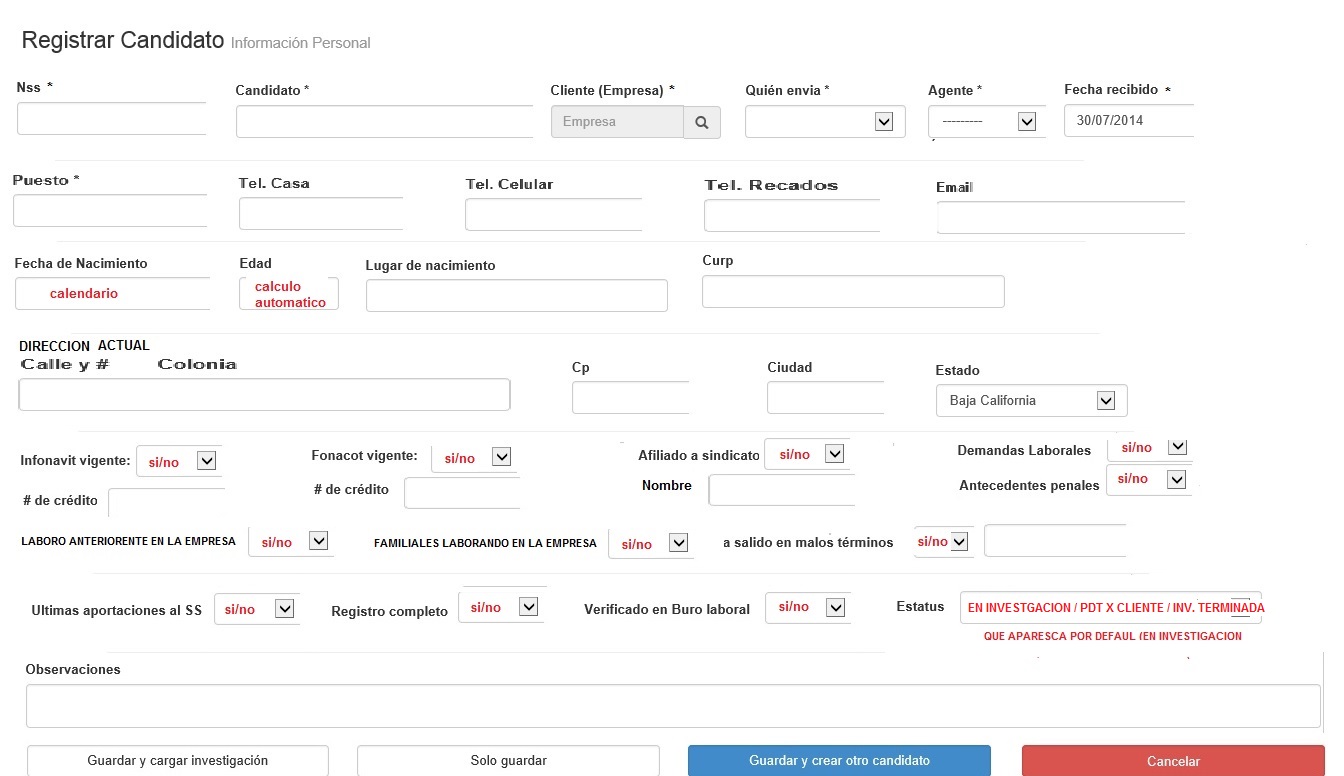 Registrar Candidato Información Personal
Nss * Candidato * Cliente (Empresa) * Quién envia * Agente * Fecha recibido *
Empresa --------- 30/07/2014
Puesto * Tel. Casa Tel. Celular Tel. Recados Email
Fecha de Nacimiento Edad Lugar de nacimiento Curp
calendario calculo
automatico
DIRECCION ACTUAL
Calle y # Colonia Cp Ciudad Estado
Baja California
Infonavit vigente: si/no Fonacot vigente: si/no Afiliado a sindicato si/no Demandas Laborales si/no
# de crédito # de crédito Nombre Antecedentes penales si/no
LABORO ANTERIORENTE EN LA EMPRESA si/no FAMILIALES LABORANDO EN LA EMPRESA si/no a salido en malos términos si/no
Ultimas aportaciones al SS si/no Registro completo si/no Verificado en Buro laboral si/no Estatus EN INVESTGACION / PDT X CLIENTE / INV. TERMINADA
QUE APARESCA POR DEFAUL (EN INVESTIGACION
Observaciones
Guardar y cargar investigación Solo guardar Guardar y crear otro candidato Cancelar